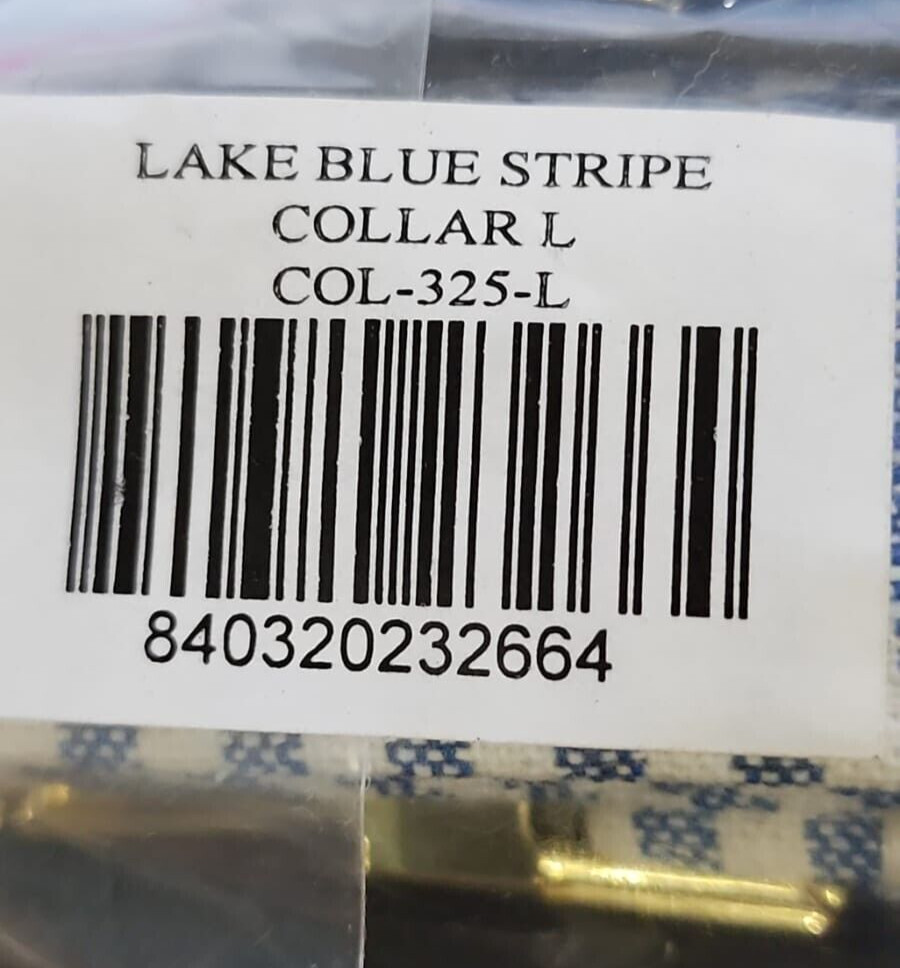 LAKE BLUE STRIPE
COLLAR L
COL-325-L
840320232664